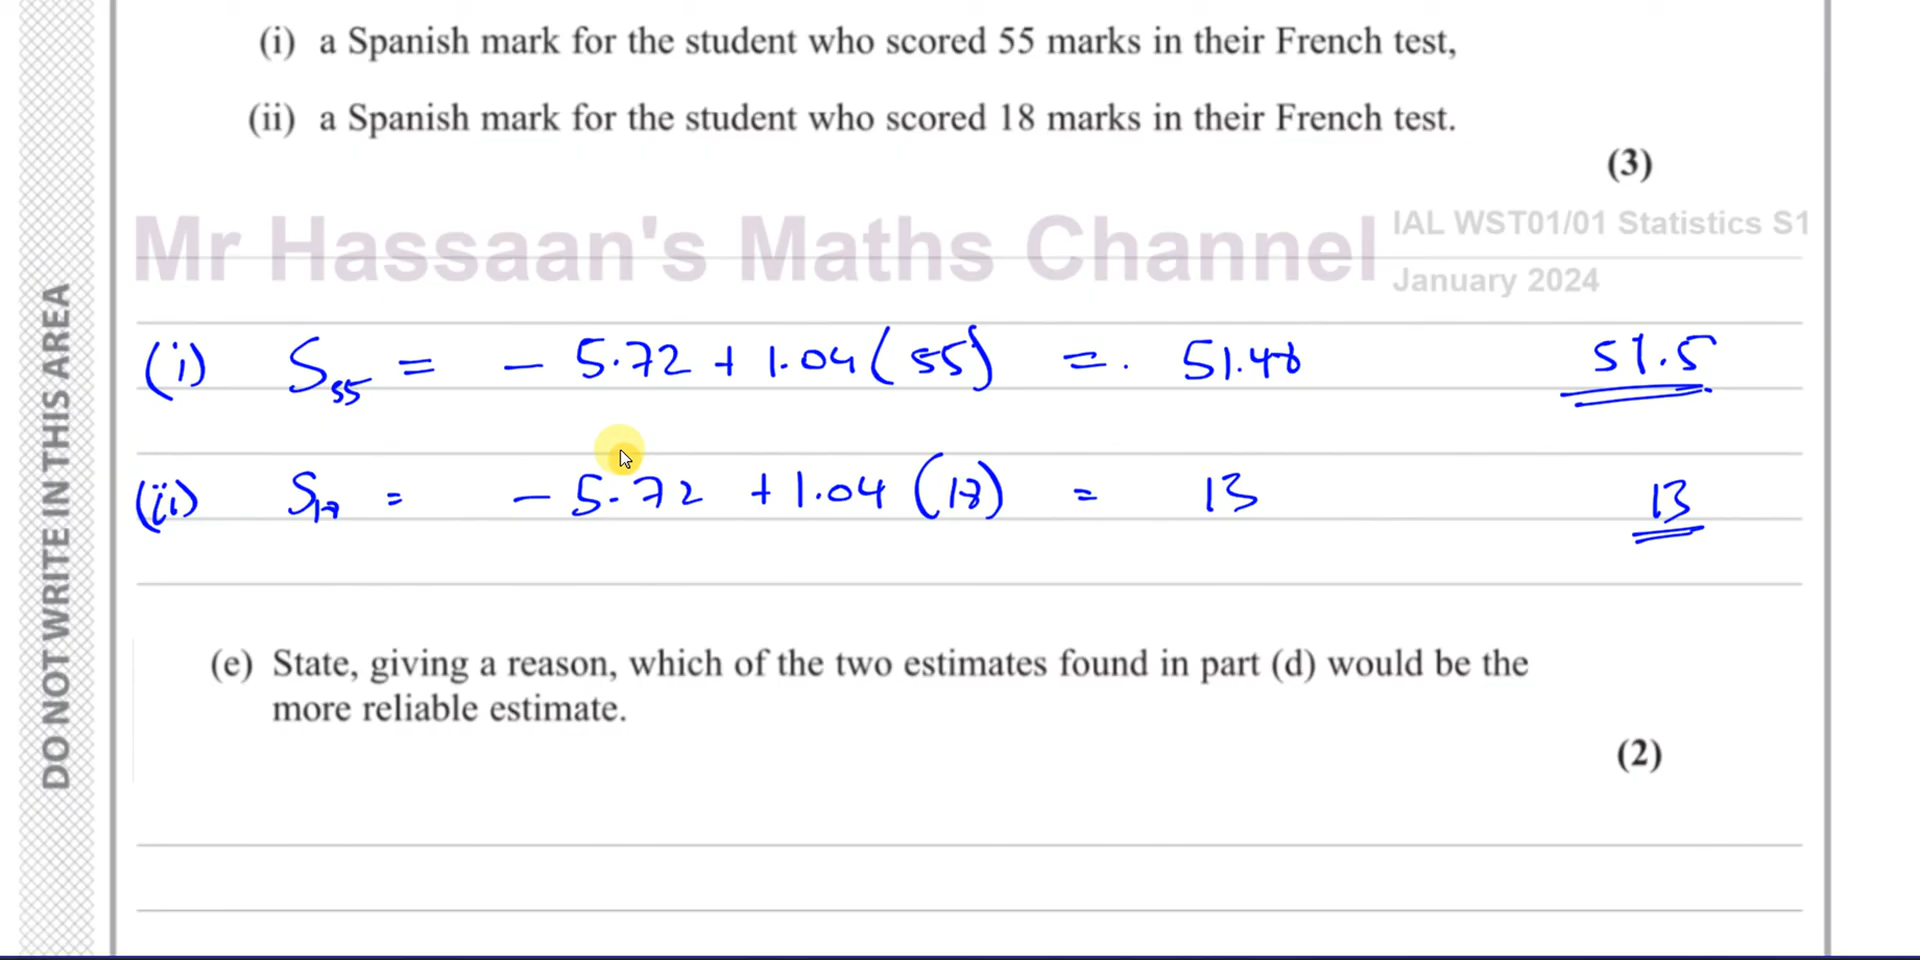 (i) a Spanish mark for the student who scored 55 marks in their French test,
(ii) a Spanish mark for the student who scored 18 marks in their French test.
(3)
Mr Hassaan's Maths Channel IAL WST01/01 Statistics S1
January 2024
(i) S55 = - 5.72 + 1.04 (55) = . 51.48 51.5
(ii) S18 = - 5.72 + 1.04 (18) = 13 13
(e) State, giving a reason, which of the two estimates found in part (d) would be the
more reliable estimate.
(2)
DO NOT WRITE IN THIS AREA